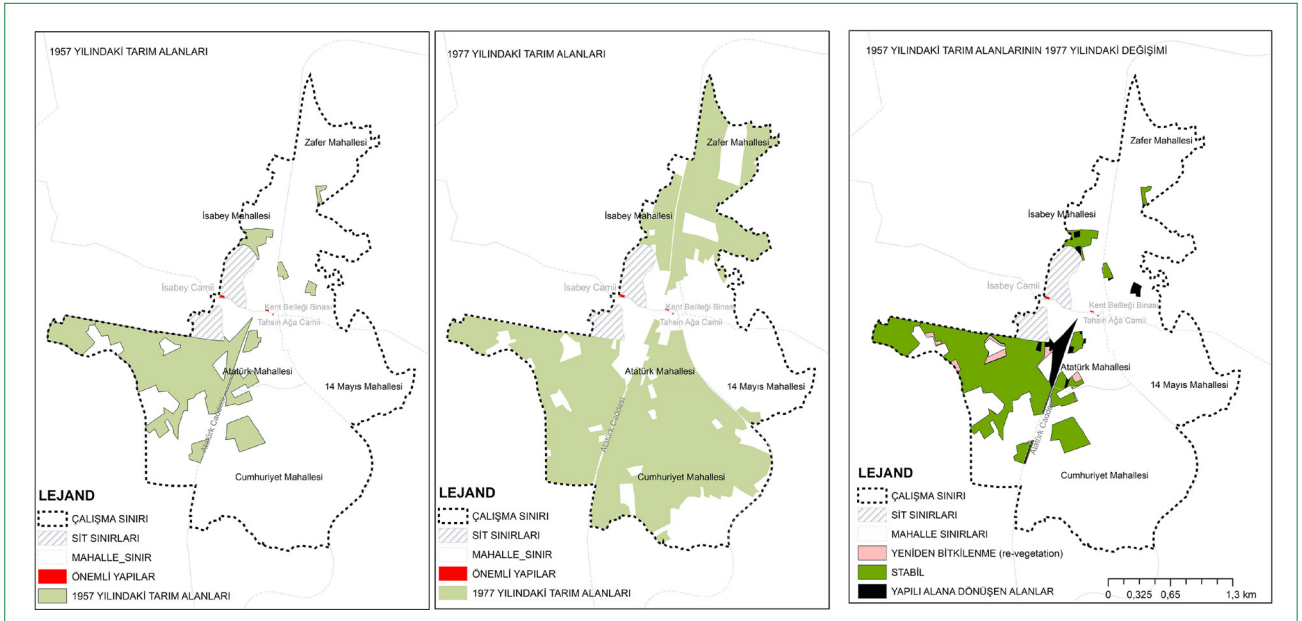 1957 YILINDAKİ TARIM ALANLARI
Zafer Mahallesi
İsabey Mahallesi
İsabey Camii
Kent Belleği Binası
Tahsin Ağa Camii
Atatürk Mahallesi
14 Mayıs Mahallesi
Atatürk Caddesi
Cumhuriyet Mahallesi
LEJAND
ÇALIŞMA SINIRI
SİT SINIRLARI
MAHALLE_SINIR
ÖNEMLİ YAPILAR
1957 YILINDAKİ TARIM ALANLARI
1977 YILINDAKİ TARIM ALANLARI
Zafer Mahallesi
İsabey Mahallesi
İsabey Camii
Kent Bellleği Binası
Tahsin Ağa Camii
Atatürk Mahallesi
14 Mayıs Mahallesi
Atatürk Caddesi
Cumhuriyet Mahallesi
LEJAND
ÇALIŞMA SINIRI
SİT SINIRLARI
MAHALLE_SINIR
ÖNEMLİ YAPILAR
1977 YILINDAKİ TARIM ALANLARI
1957 YILINDAKİ TARIM ALANLARININ 1977 YILINDAKİ DEĞİŞİMİ
Zafer Mahallesi
İsabey Mahallesi
İsabey Camii
Kent Belleği Binası
Tahsin Ağa Camii
Atatürk Mahallesi
14 Mayıs Mahallesi
Atatürk Caddesi
Cumhuriyet Mahallesi
LEJAND
ÇALIŞMA SINIRI
SİT SINIRLARI
MAHALLE SINIRLARI
YENİDEN BİTKİLENME (re-vegetation)
STABİL
YAPILI ALANA DÖNÜŞEN ALANLAR
0 0,325 0,65 1,3 km